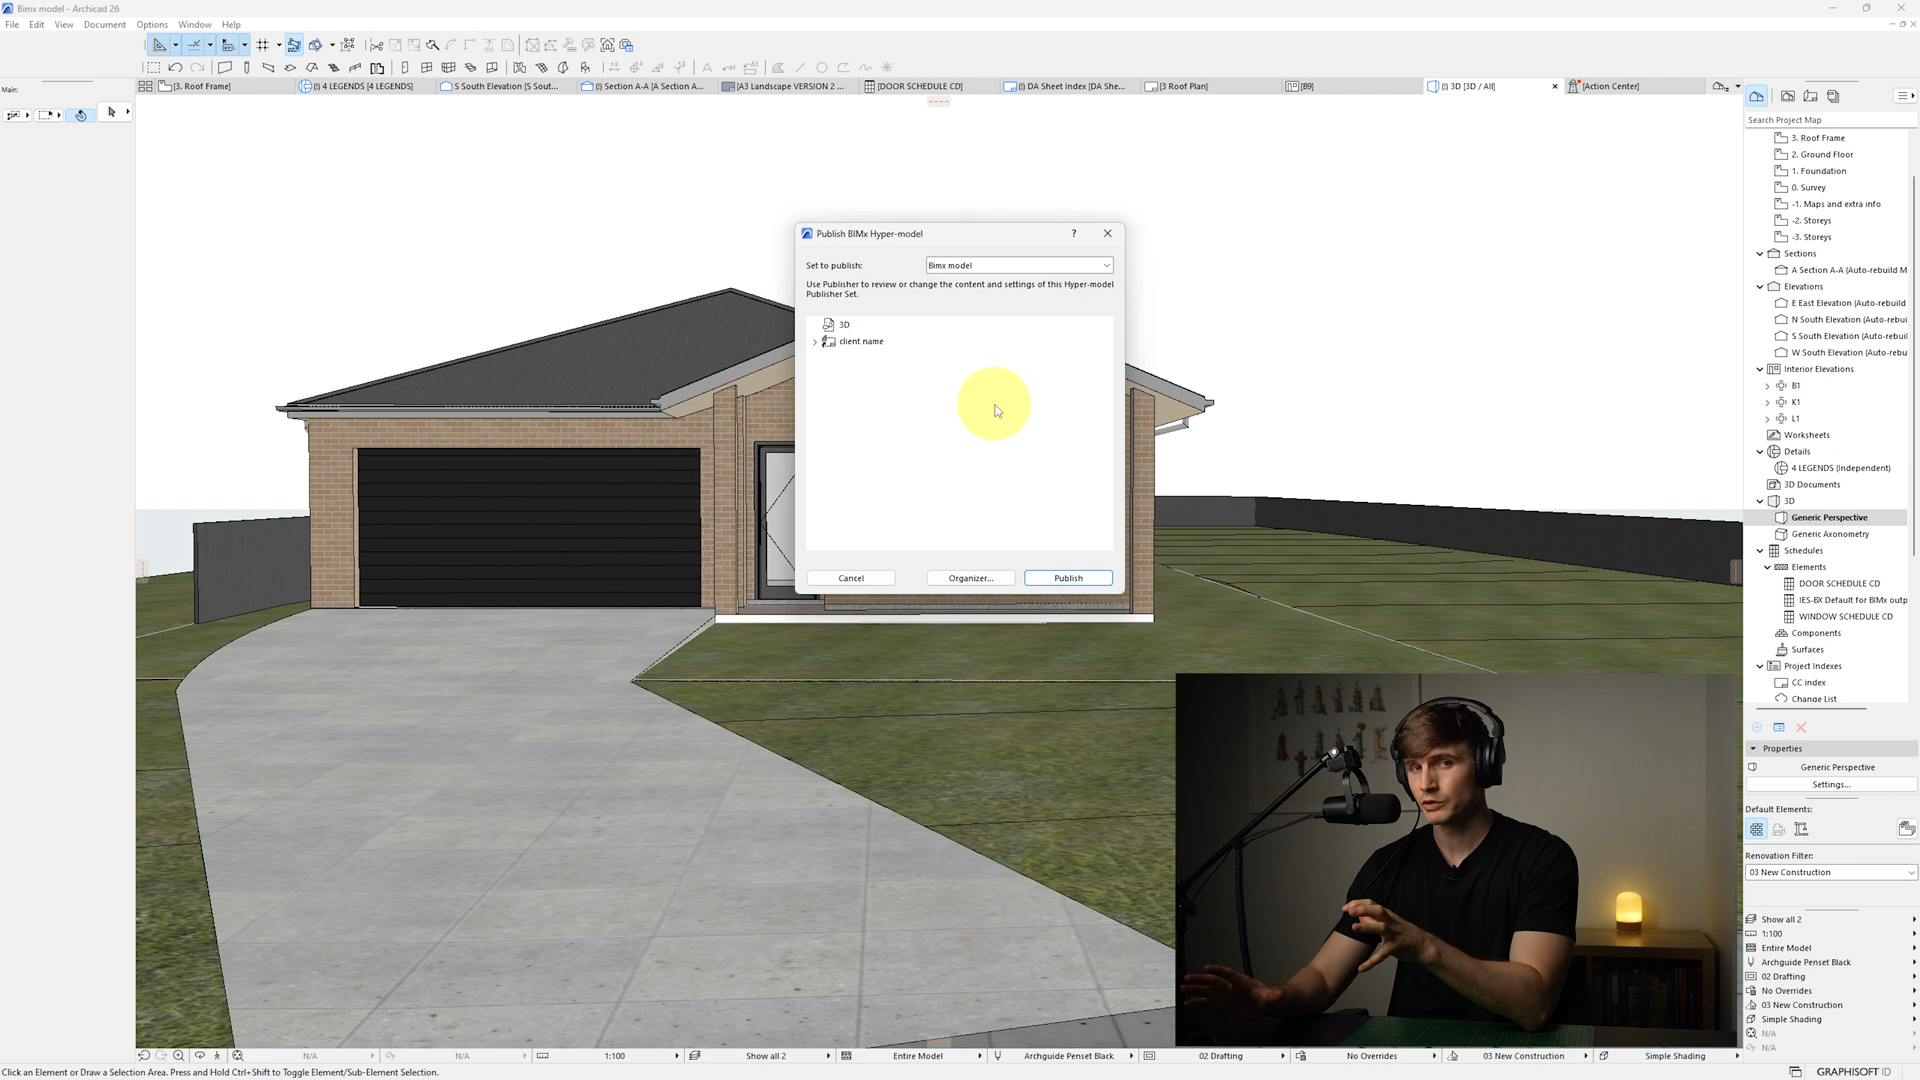 Bimx model - Archicad 26
File Edit View Document Options Window Help
Main:
[3. Roof Frame]
(!) 4 LEGENDS [4 LEGENDS]
S South Elevation [S Sout...
(!) Section A-A [A Section A...
[A3 Landscape VERSION 2 ...
[DOOR SCHEDULE CD]
(!) DA Sheet Index [DA She...
[3 Roof Plan]
[B9]
(!) 3D [3D / All]
[Action Center]
Search Project Map
3. Roof Frame
2. Ground Floor
1. Foundation
0. Survey
-1. Maps and extra info
-2. Storeys
-3. Storeys
Sections
A Section A-A (Auto-rebuild M
Elevations
E East Elevation (Auto-rebuild
N South Elevation (Auto-rebui
S South Elevation (Auto-rebuil
W South Elevation (Auto-rebu
Interior Elevations
B1
K1
L1
Worksheets
Details
4 LEGENDS (Independent)
3D Documents
3D
Generic Perspective
Generic Axonometry
Schedules
Elements
DOOR SCHEDULE CD
IES-BX Default for BIMx outp
WINDOW SCHEDULE CD
Components
Surfaces
Project Indexes
CC index
Change List
Properties
Generic Perspective
Settings...
Default Elements:
Renovation Filter:
03 New Construction
Show all 2
1:100
Entire Model
Archguide Penset Black
02 Drafting
No Overrides
03 New Construction
Simple Shading
N/A
N/A
Publish BIMx Hyper-model
?
Set to publish:
Bimx model
Use Publisher to review or change the content and settings of this Hyper-model
Publisher Set.
3D
client name
Cancel
Organizer...
Publish
N/A
N/A
1:100
Show all 2
Entire Model
Archguide Penset Black
02 Drafting
No Overrides
03 New Construction
Simple Shading
Click an Element or Draw a Selection Area. Press and Hold Ctrl+Shift to Toggle Element/Sub-Element Selection.
GRAPHISOFT ID